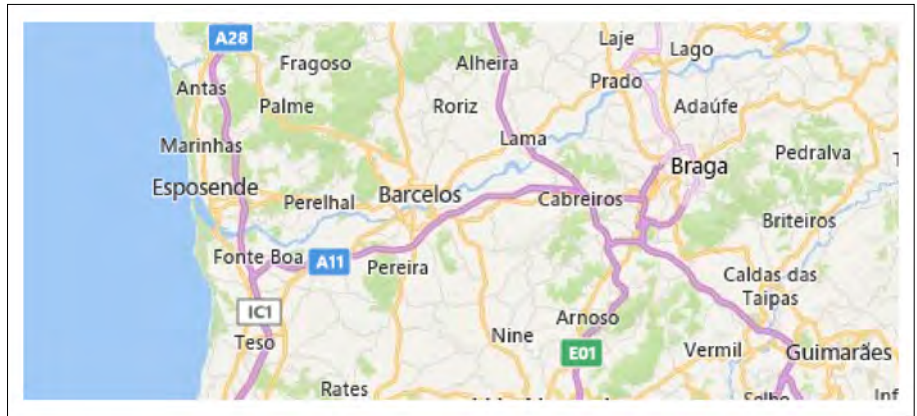 A28
Laje
Lago
Fragoso
Alheira
Antas
Prado
Palme
Roriz
Adaúfe
Marinhas
Lama
Pedralva
Braga
Esposende
Barcelos
Perelhal
Cabreiros
Briteiros
Fonte Boa
A11
Pereira
Caldas das
Taipas
IC1
Arnoso
Teso
Nine
E01
Vermil
Guimarães
Rates